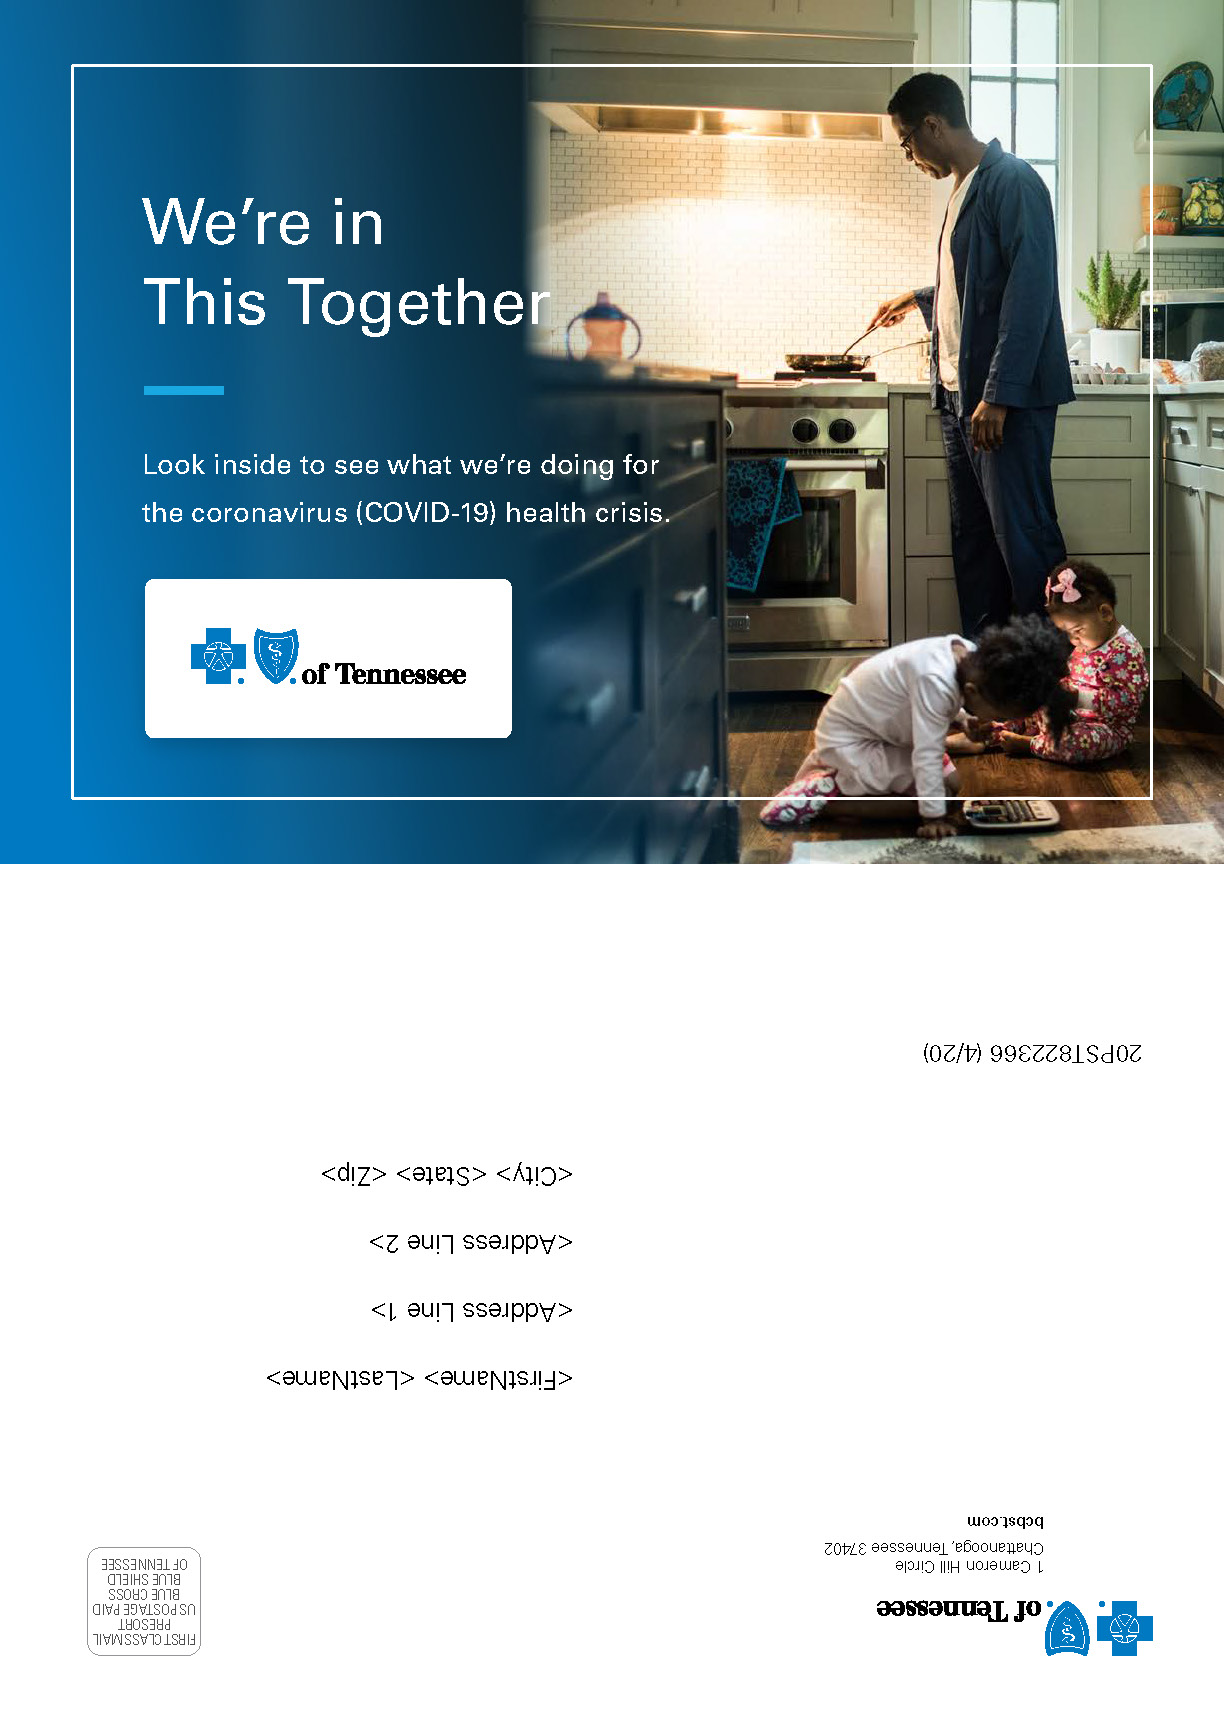 We're in
This Together
Look inside to see what we're doing for
the coronavirus (COVID-19) health crisis.
of Tennessee
of Tennessee
1 Cameron Hill Circle
Chattanooga, Tennessee 37402
bcbst.com
FIRST CLASS MAIL
PRESORT
US POSTAGE PAID
BLUE CROSS
BLUE SHIELD
OF TENNESSEE
<FirstName> <LastName>
<Address Line 1>
<Address Line 2>
<City> <State> <Zip>
20PST822366 (4/20)